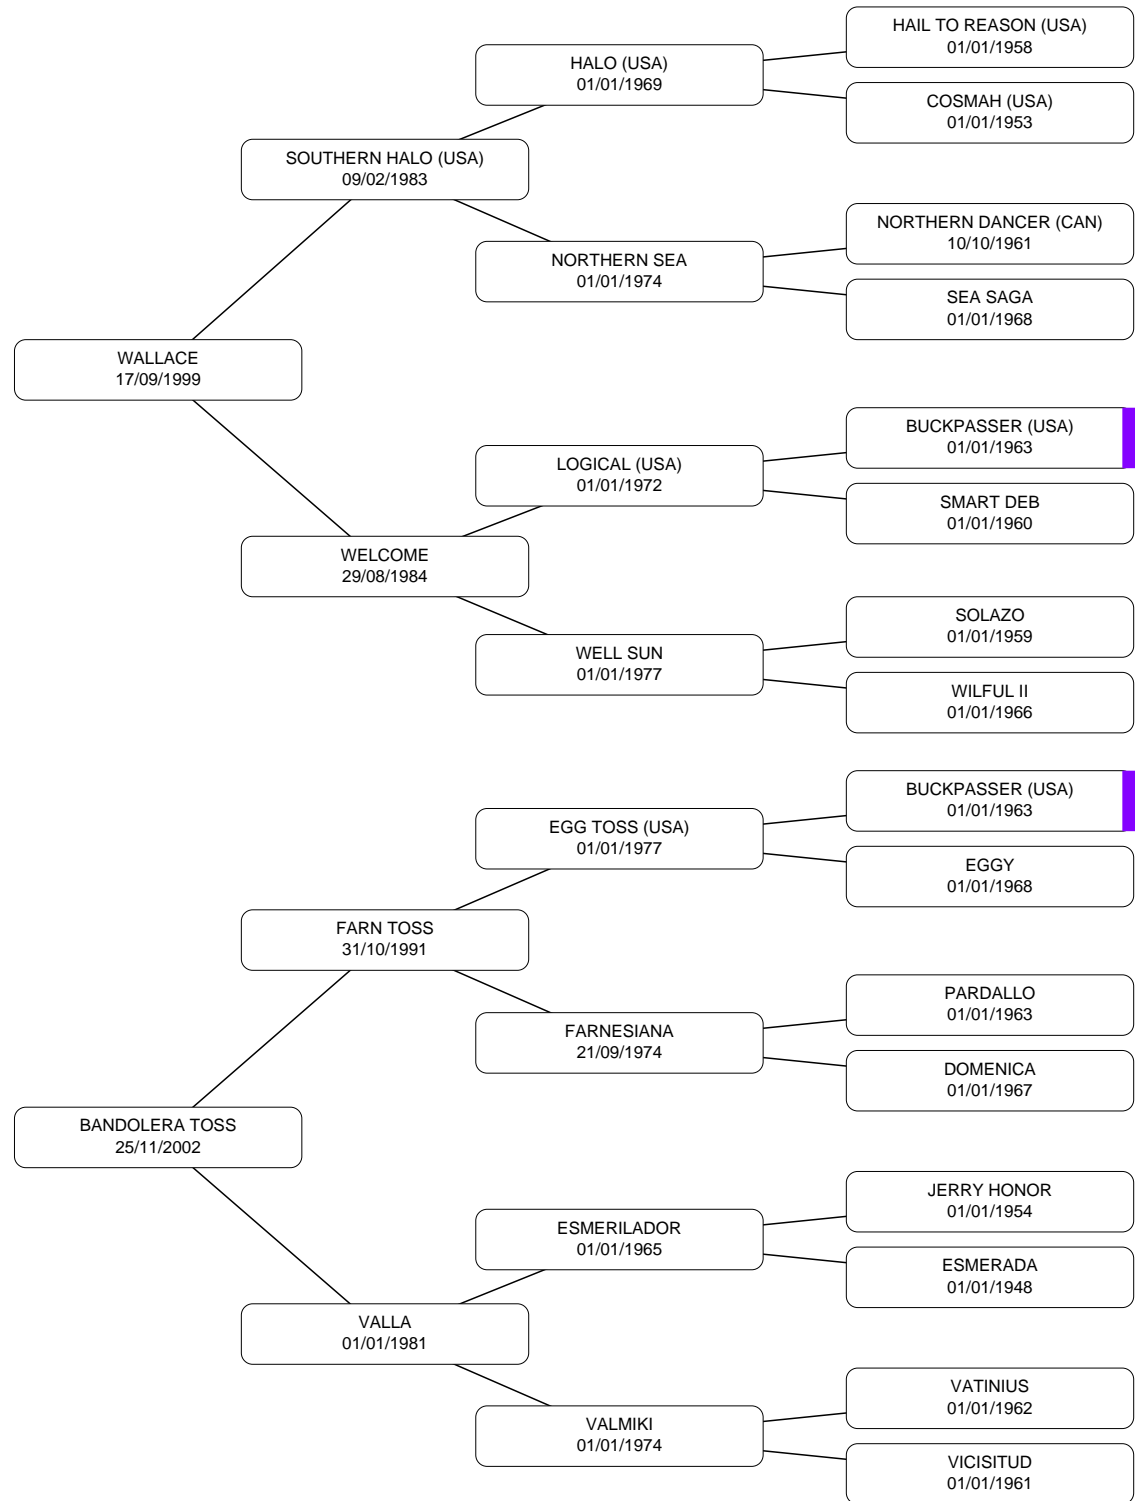 HAIL TO REASON (USA)
01/01/1958
HALO (USA)
01/01/1969
COSMAH (USA)
01/01/1953
SOUTHERN HALO (USA)
09/02/1983
NORTHERN DANCER (CAN)
10/10/1961
NORTHERN SEA
01/01/1974
SEA SAGA
01/01/1968
WALLACE
17/09/1999
BUCKPASSER (USA)
01/01/1963
LOGICAL (USA)
01/01/1972
SMART DEB
01/01/1960
WELCOME
29/08/1984
SOLAZO
01/01/1959
WELL SUN
01/01/1977
WILFUL II
01/01/1966
BUCKPASSER (USA)
01/01/1963
EGG TOSS (USA)
01/01/1977
EGGY
01/01/1968
FARN TOSS
31/10/1991
PARDALLO
01/01/1963
FARNESIANA
21/09/1974
DOMENICA
01/01/1967
BANDOLERA TOSS
25/11/2002
JERRY HONOR
01/01/1954
ESMERILADOR
01/01/1965
ESMERADA
01/01/1948
VALLA
01/01/1981
VATINIUS
01/01/1962
VALMIKI
01/01/1974
VICISITUD
01/01/1961